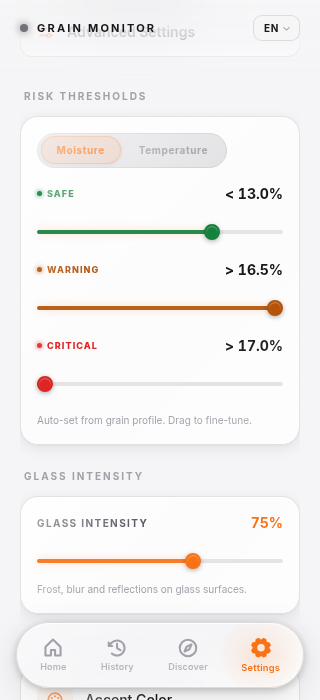 GRAIN MONITOR
EN
Advanced Settings
RISK THRESHOLDS
Moisture Temperature
SAFE < 13.0%
WARNING > 16.5%
CRITICAL > 17.0%
Auto-set from grain profile. Drag to fine-tune.
GLASS INTENSITY
GLASS INTENSITY 75%
Frost, blur and reflections on glass surfaces.
Home History Discover Settings
Accent Color